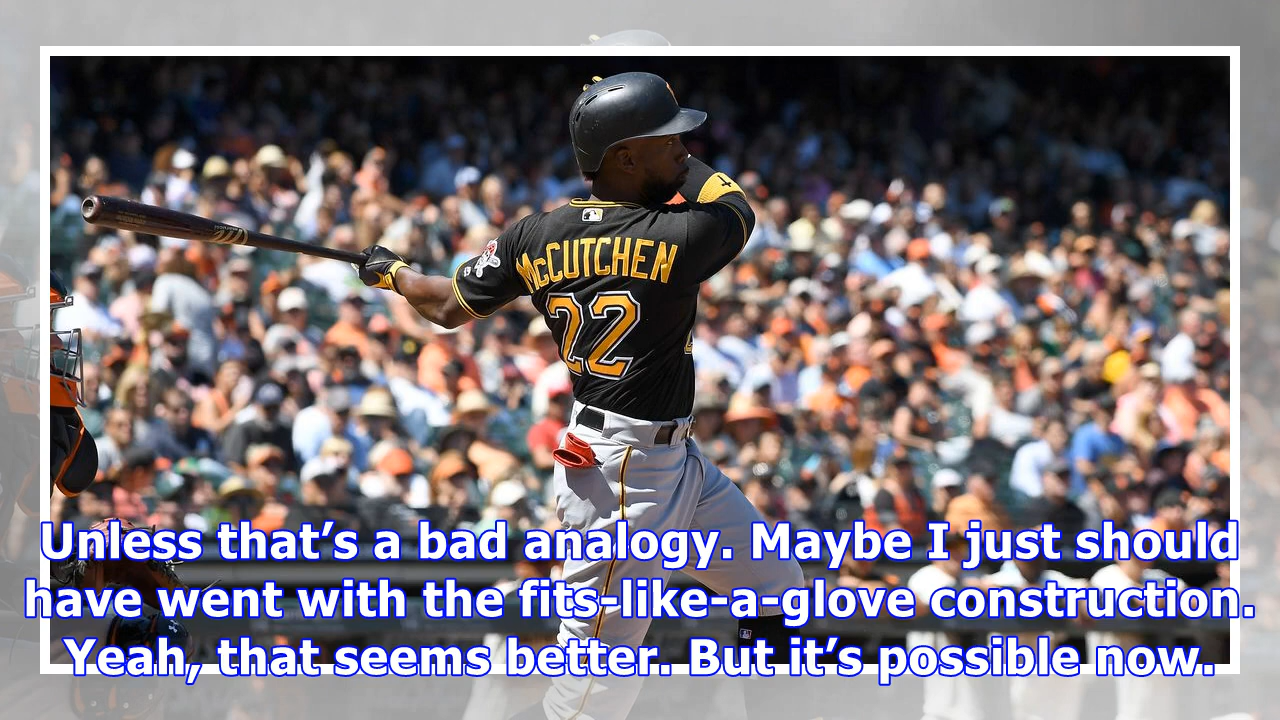 McCUTCHEN
22
Unless that’s a bad analogy. Maybe I just should
have went with the fits-like-a-glove construction.
Yeah, that seems better. But it’s possible now.